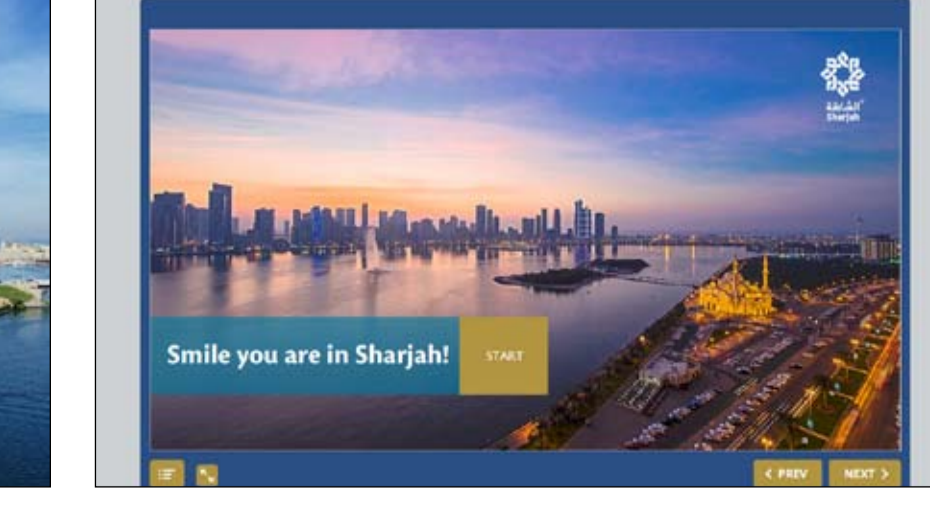 الشارقة
Sharjah
Smile you are in Sharjah!
START
< PREV
NEXT >